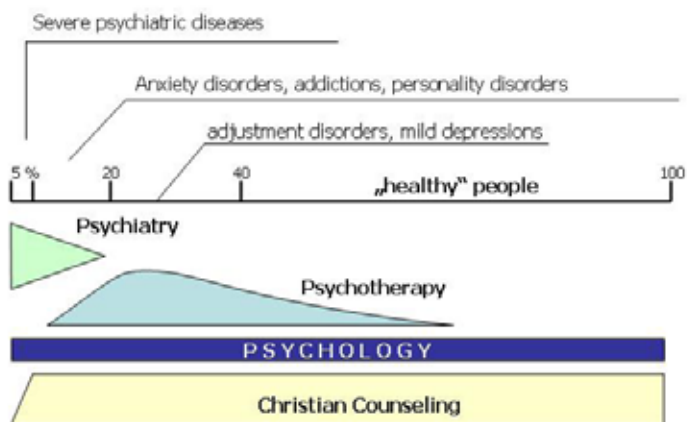 Severe psychiatric diseases
Anxiety disorders, addictions, personality disorders
adjustment disorders, mild depressions
5 % 20 40 „healthy“ people 100
Psychiatry
Psychotherapy
PSYCHOLOGY
Christian Counseling